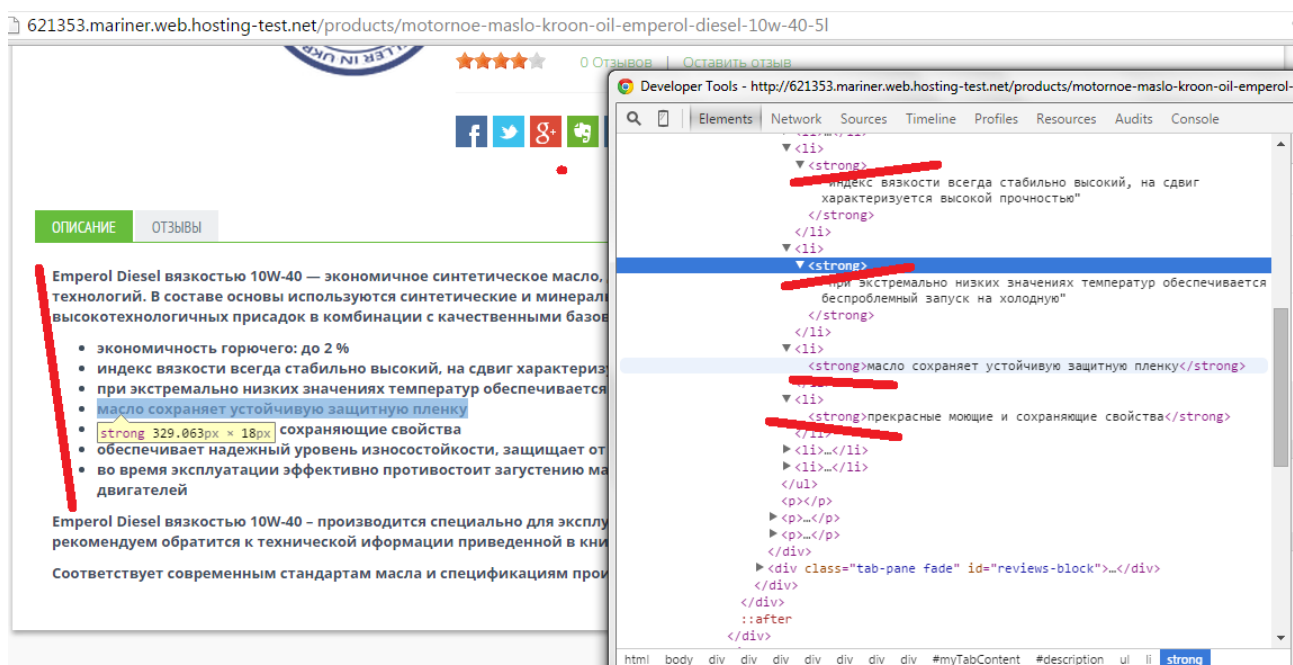 621353.mariner.web.hosting-test.net/products/motornoe-maslo-kroon-oil-emperol-diesel-10w-40-5l
LLER IN UKR
0 Отзывов | Оставить отзыв
ОПИСАНИЕ ОТЗЫВЫ
Emperol Diesel вязкостью 10W-40 — экономичное синтетическое масло,
технологий. В составе основы используются синтетические и минерал
высокотехнологичных присадок в комбинации с качественными базов
• экономичность горючего: до 2 %
• индекс вязкости всегда стабильно высокий, на сдвиг характериз
• при экстремально низких значениях температур обеспечивается
• масло сохраняет устойчивую защитную пленку
• strong 329.063px × 18px сохраняющие свойства
• обеспечивает надежный уровень износостойкости, защищает от
• во время эксплуатации эффективно противостоит загустению ма
двигателей
Emperol Diesel вязкостью 10W-40 – производится специально для эксплу
рекомендуем обратится к технической иформации приведенной в кни
Соответствует современным стандартам масла и спецификациям прои
Developer Tools - http://621353.mariner.web.hosting-test.net/products/motornoe-maslo-kroon-oil-emperol-
Elements Network Sources Timeline Profiles Resources Audits Console
▼<li>
▼<strong>
индекс вязкости всегда стабильно высокий, на сдвиг
характеризуется высокой прочностью"
</strong>
</li>
▼<li>
▼<strong>
при экстремально низких значениях температур обеспечивается
беспроблемный запуск на холодную"
</strong>
</li>
▼<li>
<strong>масло сохраняет устойчивую защитную пленку</strong>
</li>
▼<li>
<strong>прекрасные моющие и сохраняющие свойства</strong>
</li>
▶<li>…</li>
▶<li>…</li>
</ul>
<p></p>
▶<p>…</p>
▶<p>…</p>
</div>
▶<div class="tab-pane fade" id="reviews-block">…</div>
</div>
</div>
::after
</div>
html body div div div div div div div #myTabContent #description ul li strong